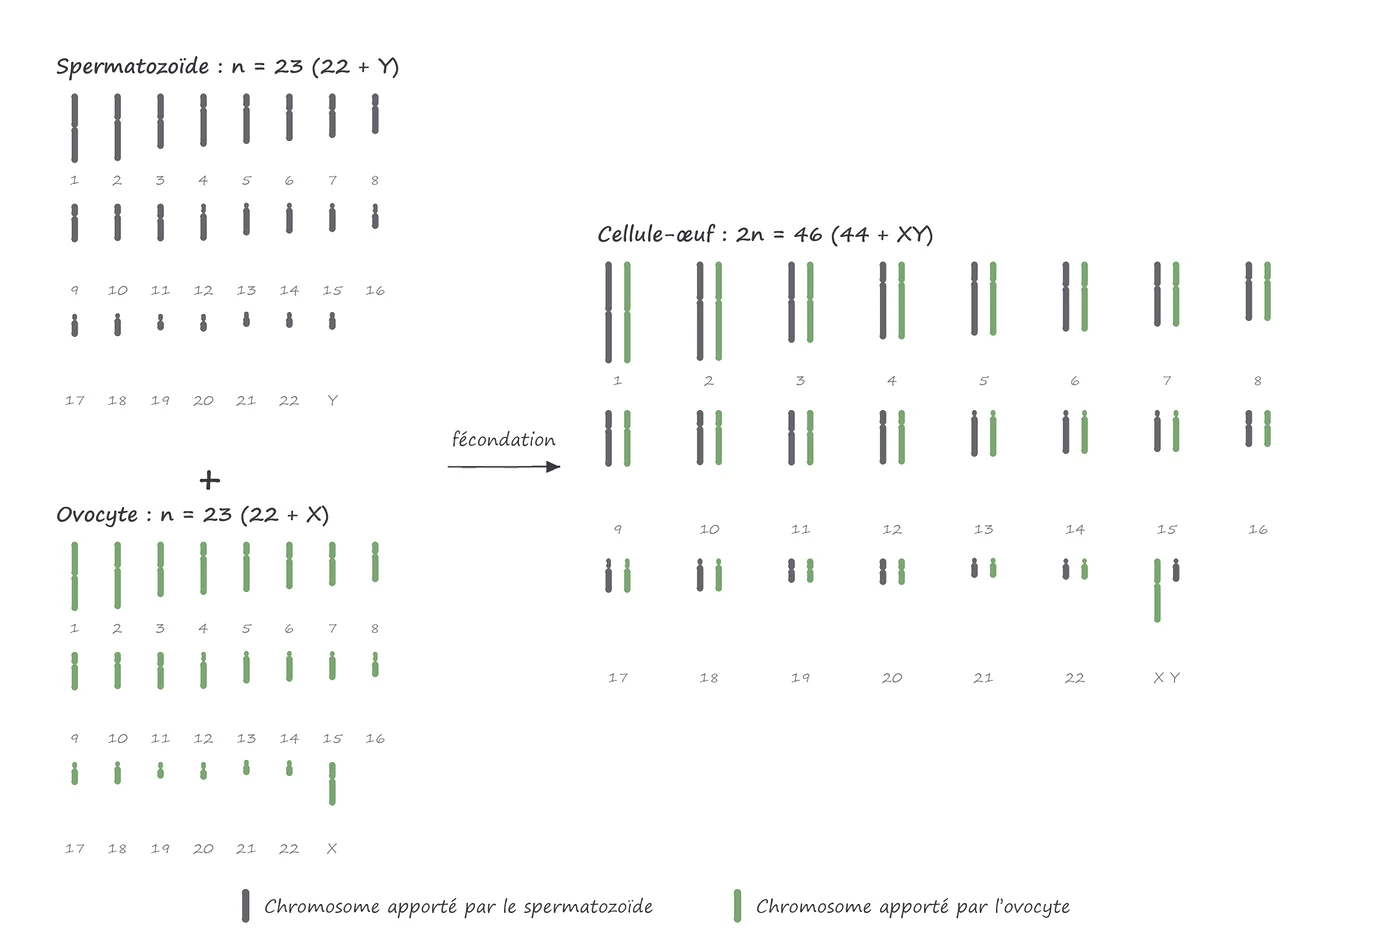 Spermatozoïde : n = 23 (22 + Y)
1 2 3 4 5 6 7 8
9 10 11 12 13 14 15 16
17 18 19 20 21 22 Y
+
Ovocyte : n = 23 (22 + X)
1 2 3 4 5 6 7 8
9 10 11 12 13 14 15 16
17 18 19 20 21 22 X
fécondation
Cellule-œuf : 2n = 46 (44 + XY)
1 2 3 4 5 6 7 8
9 10 11 12 13 14 15 16
17 18 19 20 21 22 X Y
Chromosome apporté par le spermatozoïde
Chromosome apporté par l’ovocyte